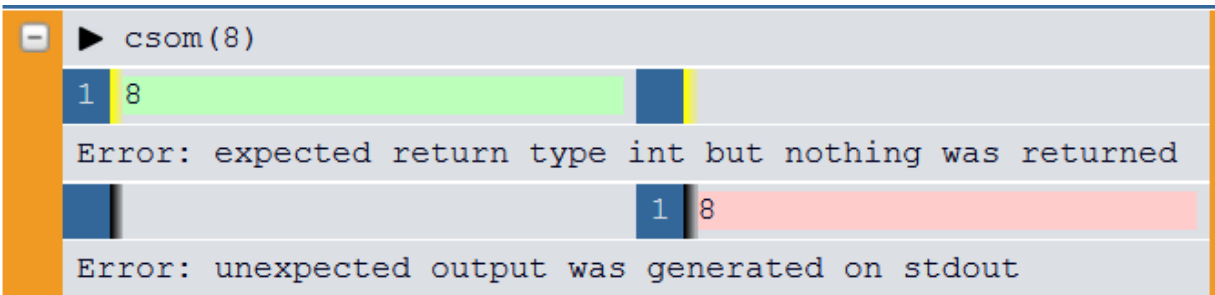 csom(8)
1 8
Error: expected return type int but nothing was returned
1 8
Error: unexpected output was generated on stdout